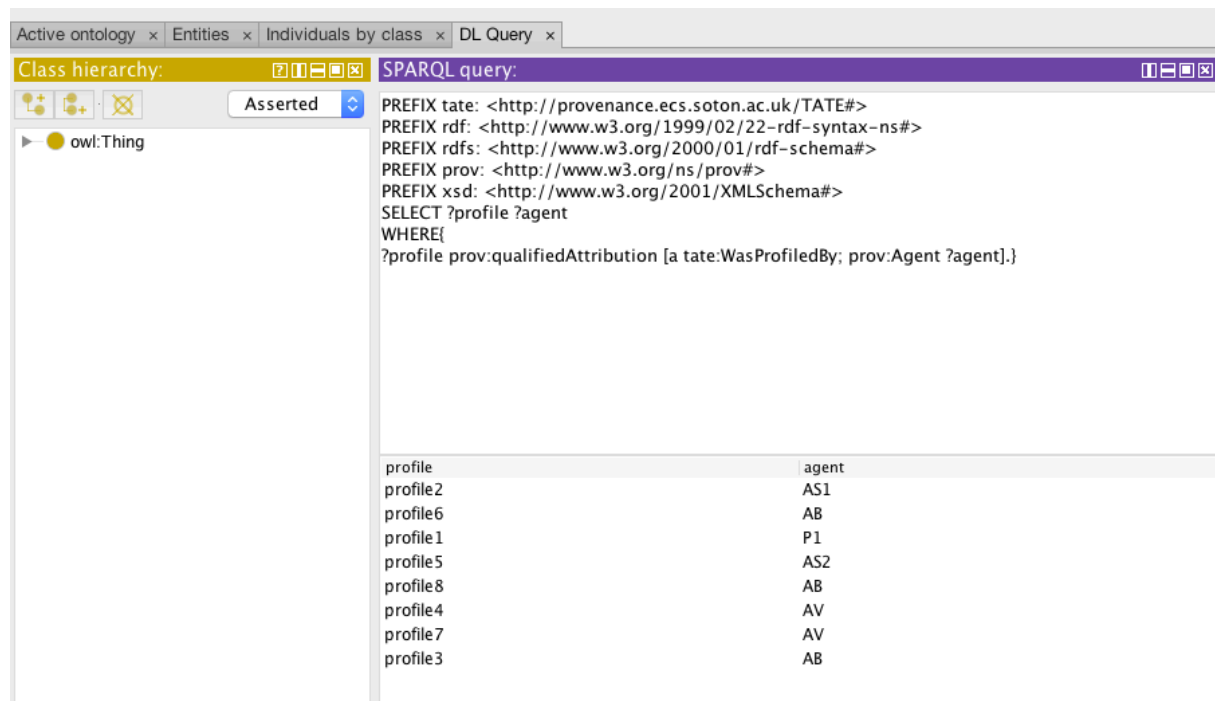 Active ontology × Entities × Individuals by class × DL Query ×
Class hierarchy:
Asserted
owl:Thing
SPARQL query:
PREFIX tate: <http://provenance.ecs.soton.ac.uk/TATE#>
PREFIX rdf: <http://www.w3.org/1999/02/22-rdf-syntax-ns#>
PREFIX rdfs: <http://www.w3.org/2000/01/rdf-schema#>
PREFIX prov: <http://www.w3.org/ns/prov#>
PREFIX xsd: <http://www.w3.org/2001/XMLSchema#>
SELECT ?profile ?agent
WHERE{
?profile prov:qualifiedAttribution [a tate:WasProfiledBy; prov:Agent ?agent].}
profile agent
profile2 AS1
profile6 AB
profile1 P1
profile5 AS2
profile8 AB
profile4 AV
profile7 AV
profile3 AB